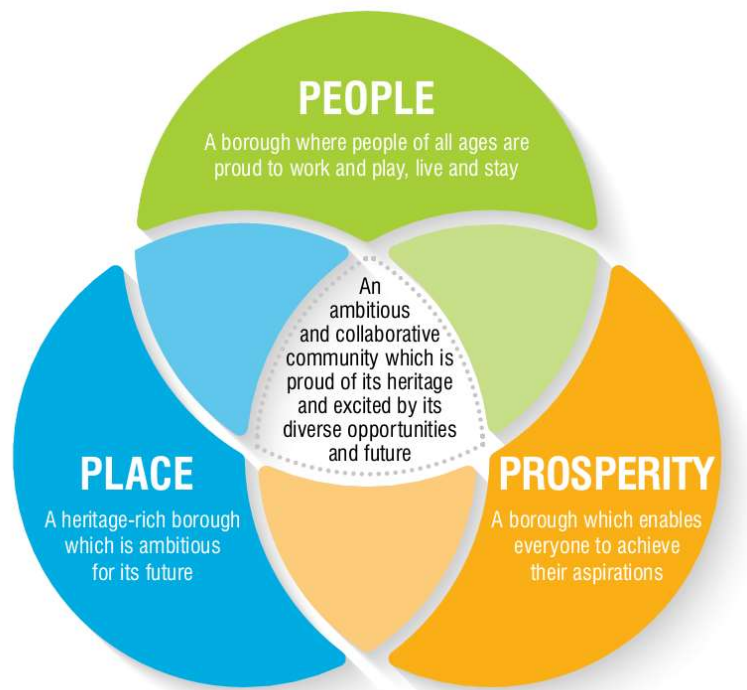 PEOPLE
A borough where people of all ages are
proud to work and play, live and stay
An
ambitious
and collaborative
community which is
proud of its heritage
and excited by its
diverse opportunities
and future
PLACE
A heritage-rich borough
which is ambitious
for its future
PROSPERITY
A borough which enables
everyone to achieve
their aspirations